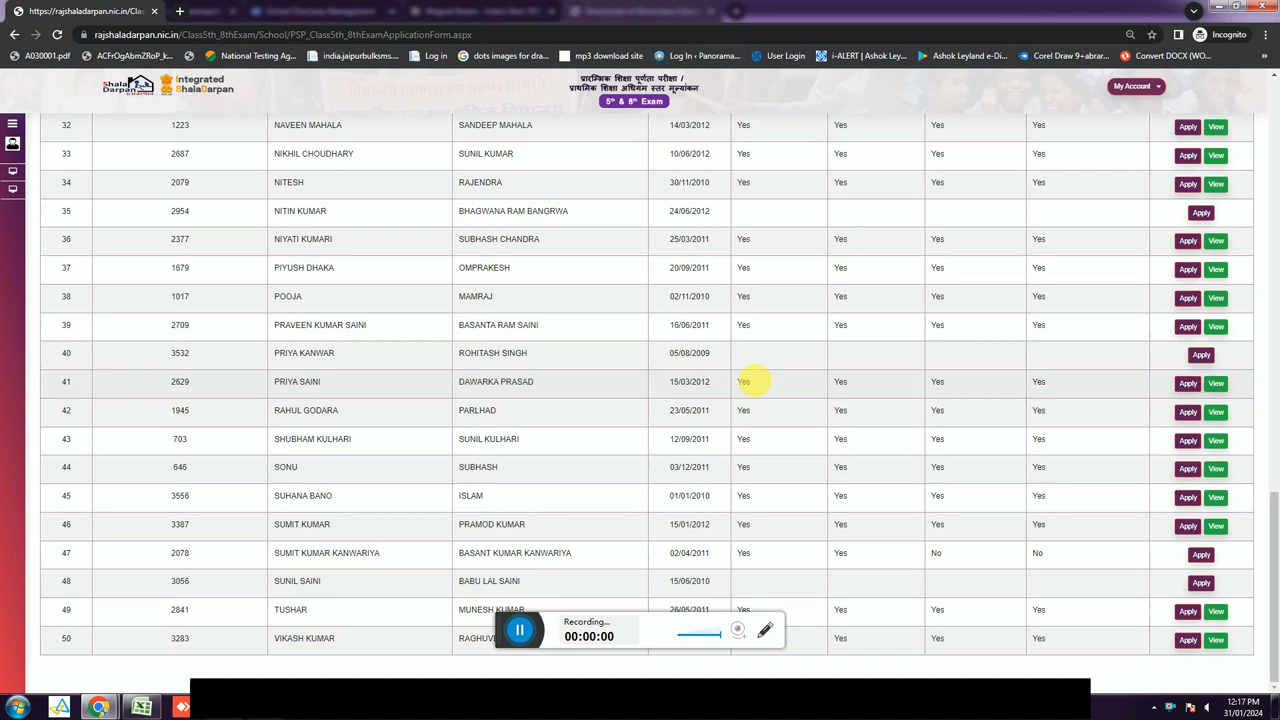 https://rajshaladarpan.nic.in/Clas
rajshaladarpan.nic.in/Class5th_8thExam/School/PSP_Class5th_8thExamApplicationForm.aspx
Incognito
A030001.pdf ACFrOgAbmZRoP_k... National Testing Ag... india.jaipurbulksms.... Log in dots images for dra... mp3 download site Log In ‹ Panorama... User Login i-ALERT | Ashok Ley... Ashok Leyland e-Di... Corel Draw 9+abrar... Convert DOCX (Wor...
Shala Darpan
Integrated ShalaDarpan
प्रारम्भिक शिक्षा पूर्णता परीक्षा /
प्राथमिक शिक्षा अधिगम स्तर मूल्यांकन
5th & 8th Exam
My Account
32 1223 NAVEEN MAHALA SANDEEP MAHALA 14/03/2012 Yes Yes Yes Yes Apply View
33 2687 NIKHIL CHOUDHARY SUNIL KUMAR 10/06/2012 Yes Yes Yes Yes Apply View
34 2079 NITESH RAJENDRA 30/11/2010 Yes Yes Yes Yes Apply View
35 2954 NITIN KUMAR BHAGWANA RAM BANGRWA 24/06/2012 Apply
36 2377 NIYATI KUMARI SUBHASH CHANDRA 25/03/2011 Yes Yes Yes Yes Apply View
37 1679 PIYUSH DHAKA OMPRAKESH 20/09/2011 Yes Yes Yes Yes Apply View
38 1017 POOJA MAMRAJ 02/11/2010 Yes Yes Yes Yes Apply View
39 2709 PRAVEEN KUMAR SAINI BASANTA RAM SAINI 16/06/2011 Yes Yes Yes Yes Apply View
40 3532 PRIYA KANWAR ROHITASH SINGH 05/08/2009 Apply
41 2629 PRIYA SAINI DAWARKA PRASAD 15/03/2012 Yes Yes Yes Yes Apply View
42 1945 RAHUL GODARA PARLHAD 23/05/2011 Yes Yes Yes Yes Apply View
43 703 SHUBHAM KULHARI SUNIL KULHARI 12/09/2011 Yes Yes Yes Yes Apply View
44 646 SONU SUBHASH 03/12/2011 Yes Yes Yes Yes Apply View
45 3556 SUHANA BANO ISLAM 01/01/2010 Yes Yes Yes Yes Apply View
46 3387 SUMIT KUMAR PRAMOD KUMAR 15/01/2012 Yes Yes Yes Yes Apply View
47 2078 SUMIT KUMAR KANWARIYA BASANT KUMAR KANWARIYA 02/04/2011 Yes Yes No No Apply
48 3056 SUNIL SAINI BABU LAL SAINI 15/06/2010 Apply
49 2841 TUSHAR MUNESH KUMAR 26/05/2011 Yes Yes Yes Yes Apply View
50 3283 VIKASH KUMAR RAGHUVE Yes Yes Apply View
Recording...
00:00:00
12:17 PM
31/01/2024